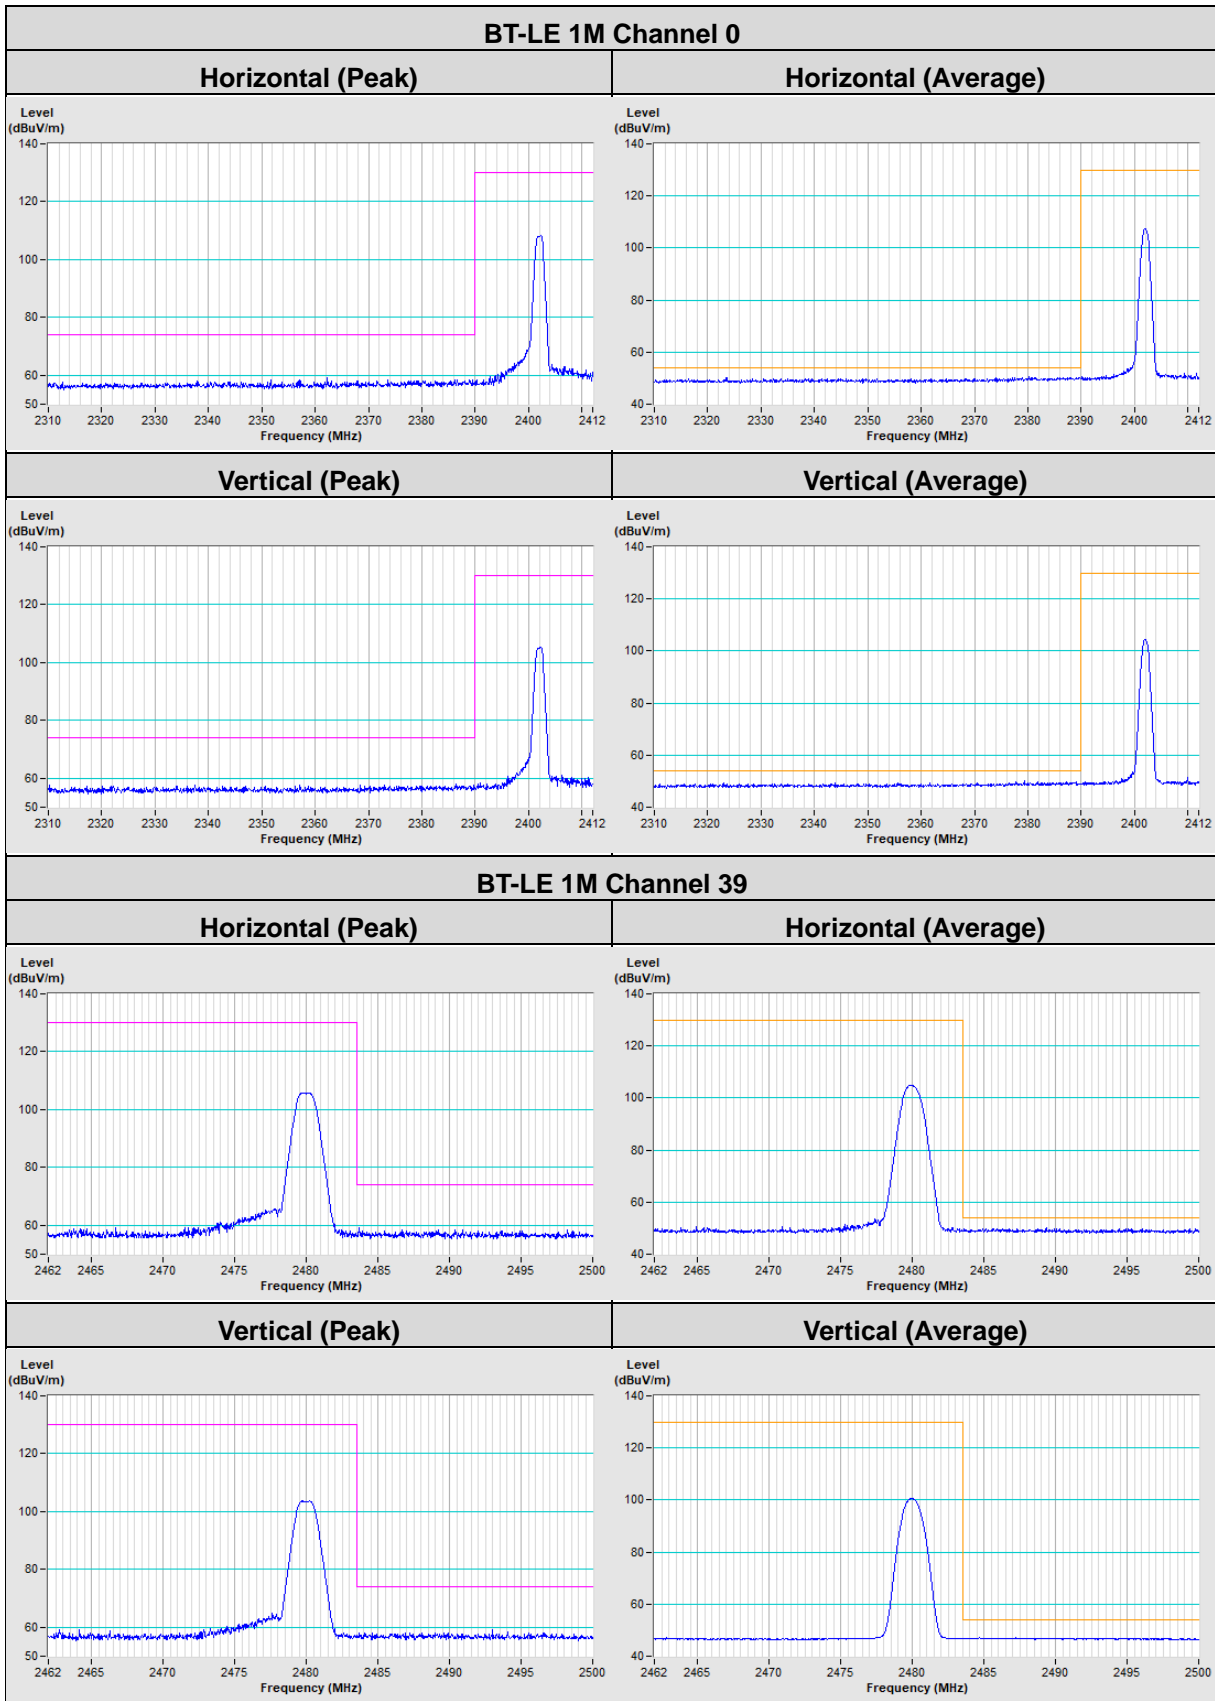 BT-LE 1M Channel 0
Horizontal (Peak)
Horizontal (Average)
Level
(dBuV/m)
140
120
100
80
60
50
2310 2320 2330 2340 2350 2360 2370 2380 2390 2400 2412
Frequency (MHz)
Level
(dBuV/m)
140
120
100
80
60
40
2310 2320 2330 2340 2350 2360 2370 2380 2390 2400 2412
Frequency (MHz)
Vertical (Peak)
Vertical (Average)
Level
(dBuV/m)
140
120
100
80
60
50
2310 2320 2330 2340 2350 2360 2370 2380 2390 2400 2412
Frequency (MHz)
Level
(dBuV/m)
140
120
100
80
60
40
2310 2320 2330 2340 2350 2360 2370 2380 2390 2400 2412
Frequency (MHz)
BT-LE 1M Channel 39
Horizontal (Peak)
Horizontal (Average)
Level
(dBuV/m)
140
120
100
80
60
50
2462 2465 2470 2475 2480 2485 2490 2495 2500
Frequency (MHz)
Level
(dBuV/m)
140
120
100
80
60
40
2462 2465 2470 2475 2480 2485 2490 2495 2500
Frequency (MHz)
Vertical (Peak)
Vertical (Average)
Level
(dBuV/m)
140
120
100
80
60
50
2462 2465 2470 2475 2480 2485 2490 2495 2500
Frequency (MHz)
Level
(dBuV/m)
140
120
100
80
60
40
2462 2465 2470 2475 2480 2485 2490 2495 2500
Frequency (MHz)